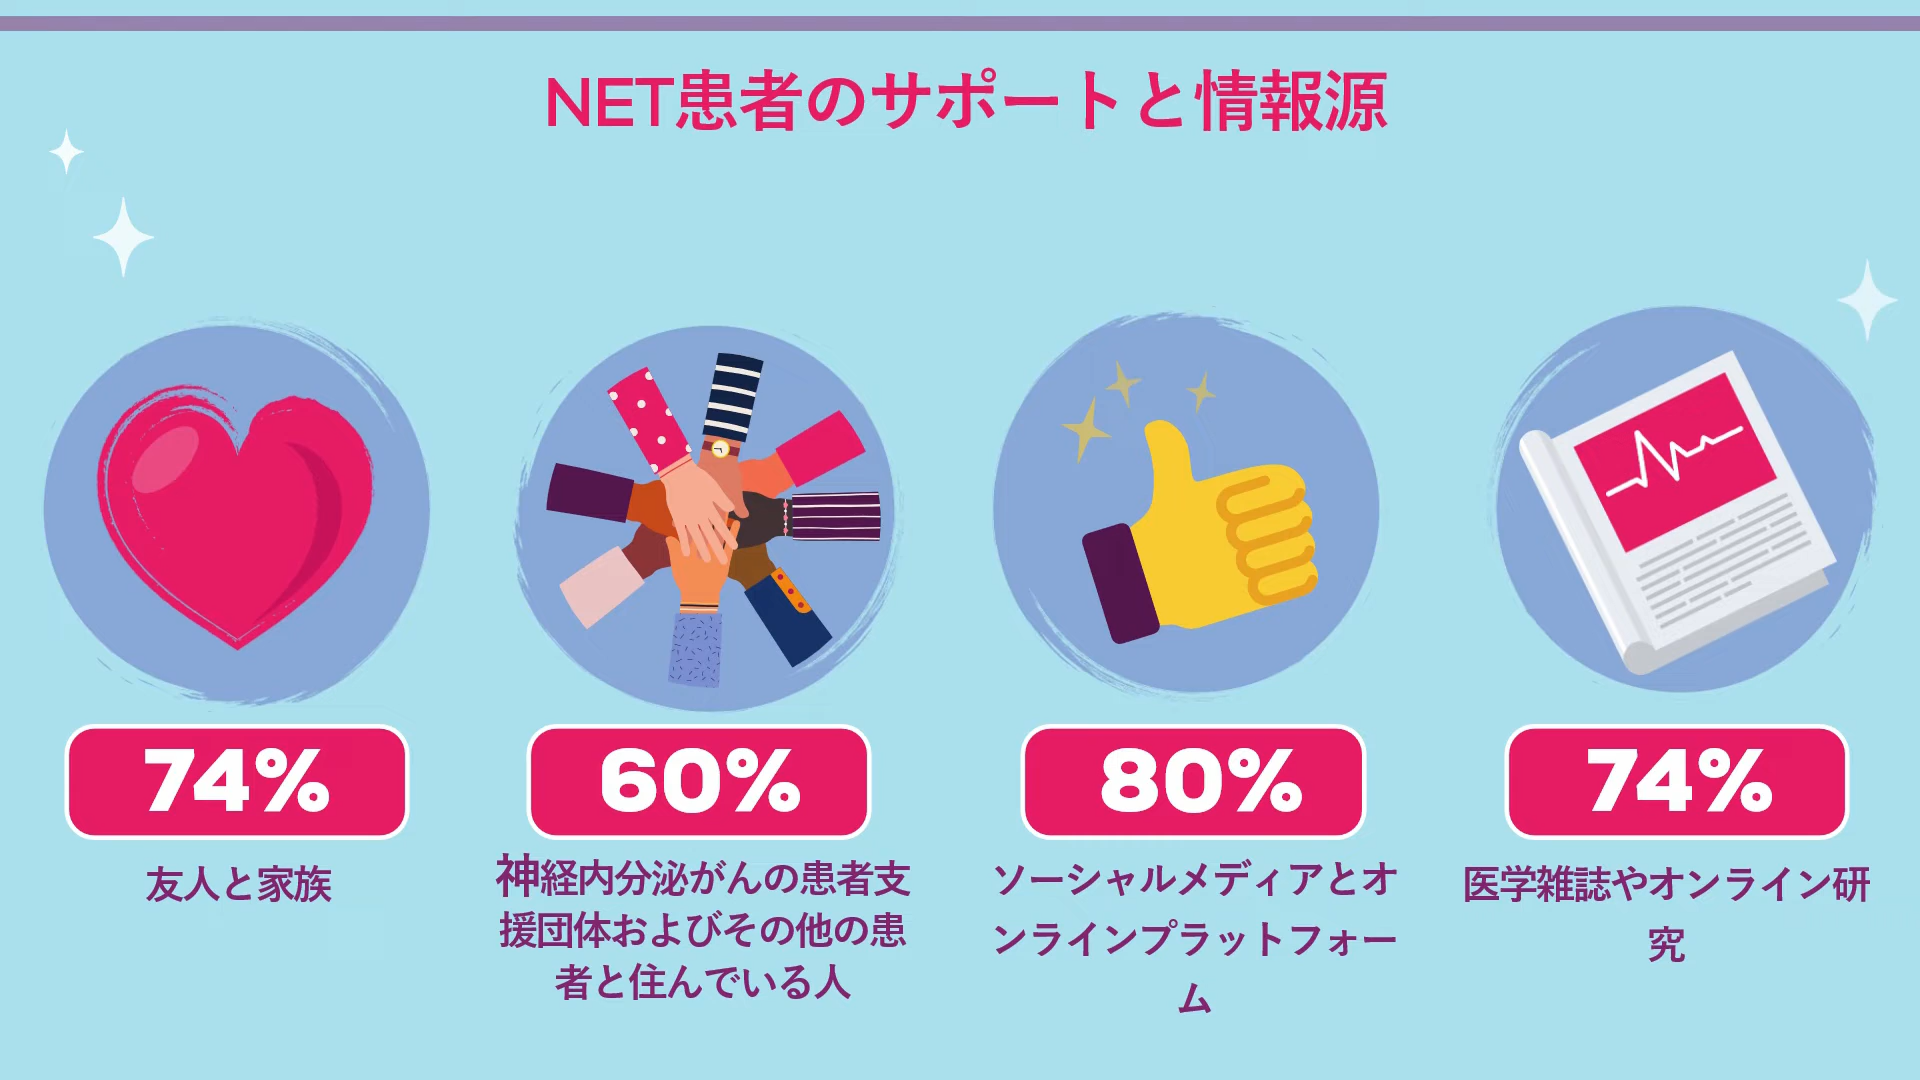 NET患者のサポートと情報源
74%
友人と家族
60%
神経内分泌がんの患者支
援団体およびその他の患
者と住んでいる人
80%
ソーシャルメディアとオ
ンラインプラットフォー
ム
74%
医学雑誌やオンライン研
究